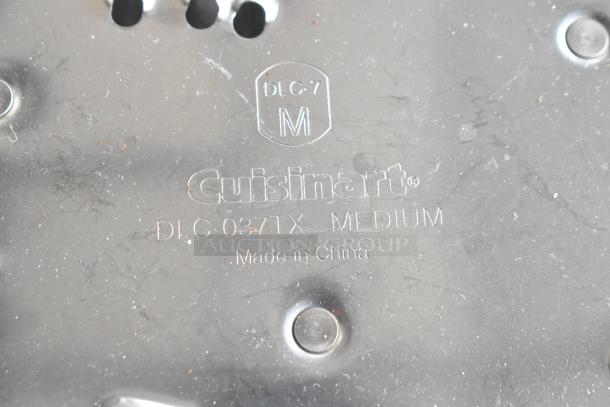 DLC-7
M
Cuisinart®
DLC-037TX MEDIUM
AUCTION GROUP
Made in China